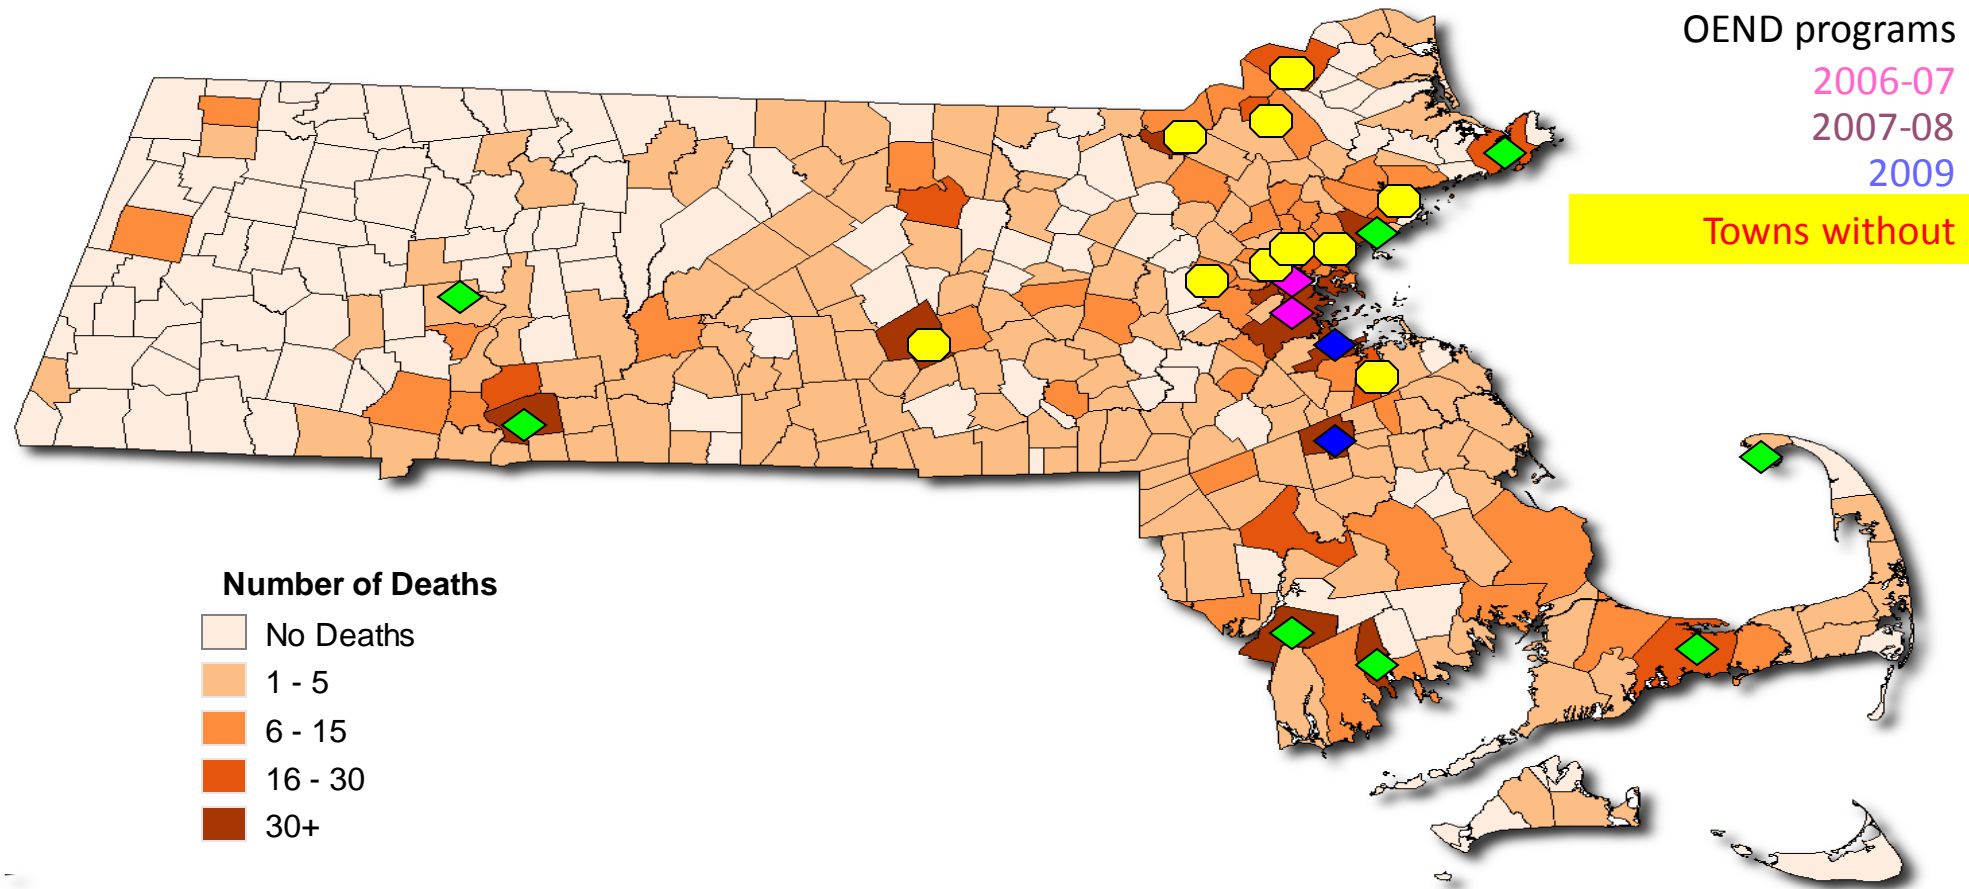 OEND programs
2006-07
2007-08
2009
Towns without
Number of Deaths
No Deaths
1 - 5
6 - 15
16 - 30
30+